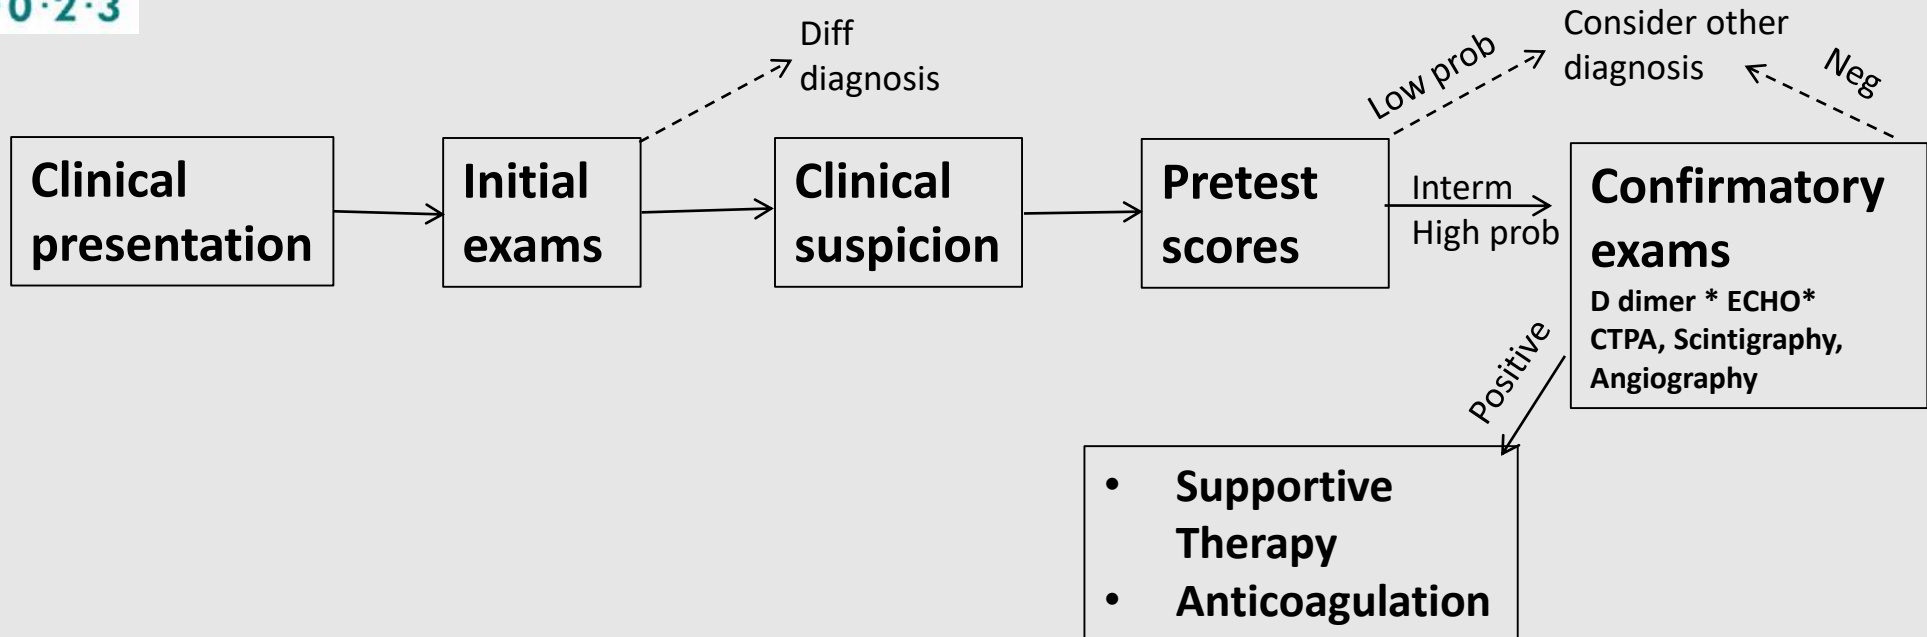 0·2·3
Diff
diagnosis
Consider other
diagnosis
Low prob
Neg
Clinical
presentation
Initial
exams
Clinical
suspicion
Pretest
scores
Interm
High prob
Confirmatory
exams
D dimer * ECHO*
CTPA, Scintigraphy,
Angiography
Positive
• Supportive
Therapy
• Anticoagulation